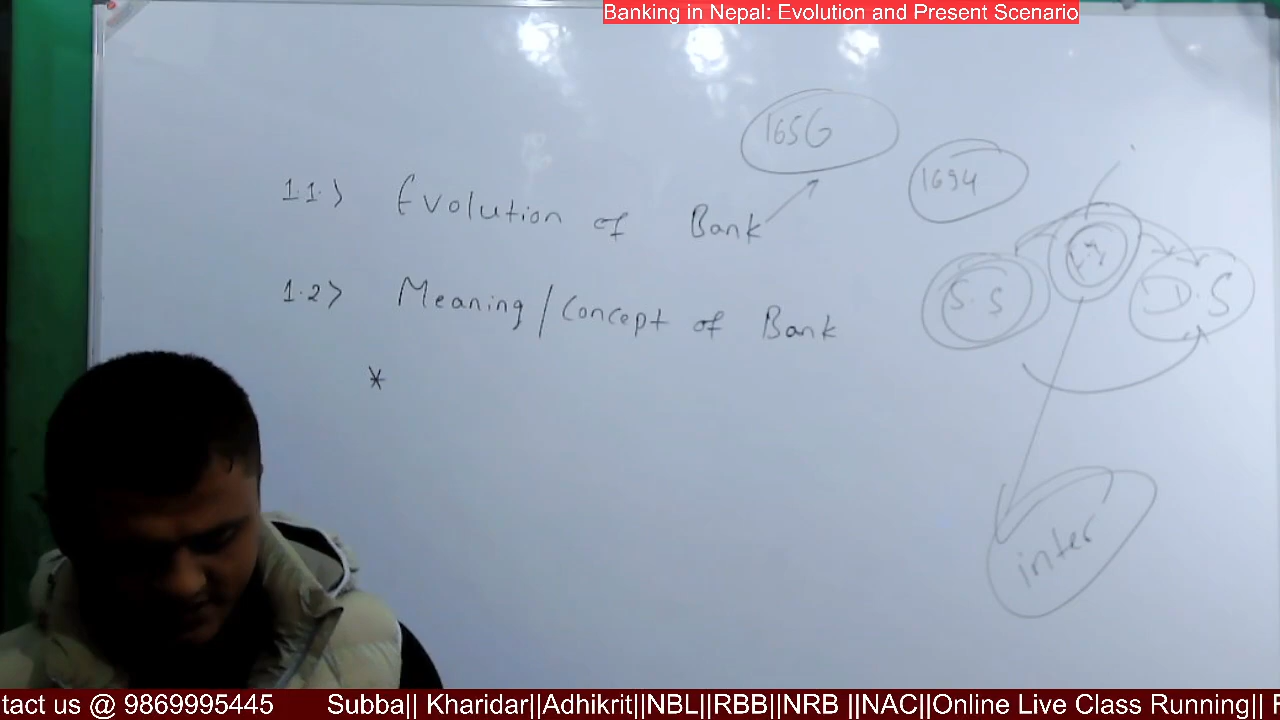 Banking in Nepal: Evolution and Present Scenario
1656
1694
1.1> Evolution of Bank
1.2> Meaning/Concept of Bank
S.S
D.S
*
inter
tact us @ 9869995445 Subba|| Kharidar||Adhikrit||NBL||RBB||NRB ||NAC||Online Live Class Running||